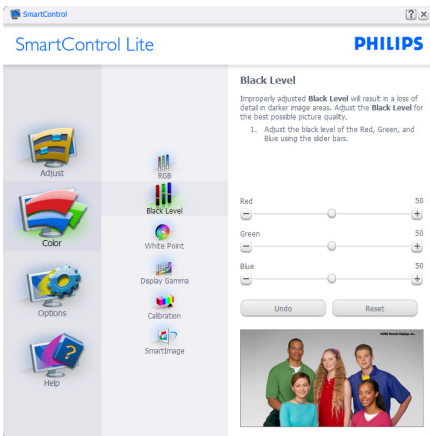 SmartControl
SmartControl Lite
PHILIPS
Adjust
Color
Options
Help
RGB
Black Level
White Point
Display Gamma
Calibration
SmartImage
Black Level
Improperly adjusted Black Level will result in a loss of
detail in darker image areas. Adjust the Black Level for
the best possible picture quality.
1. Adjust the black level of the Red, Green, and
Blue using the slider bars.
Red 50
Green 50
Blue 50
Undo Reset